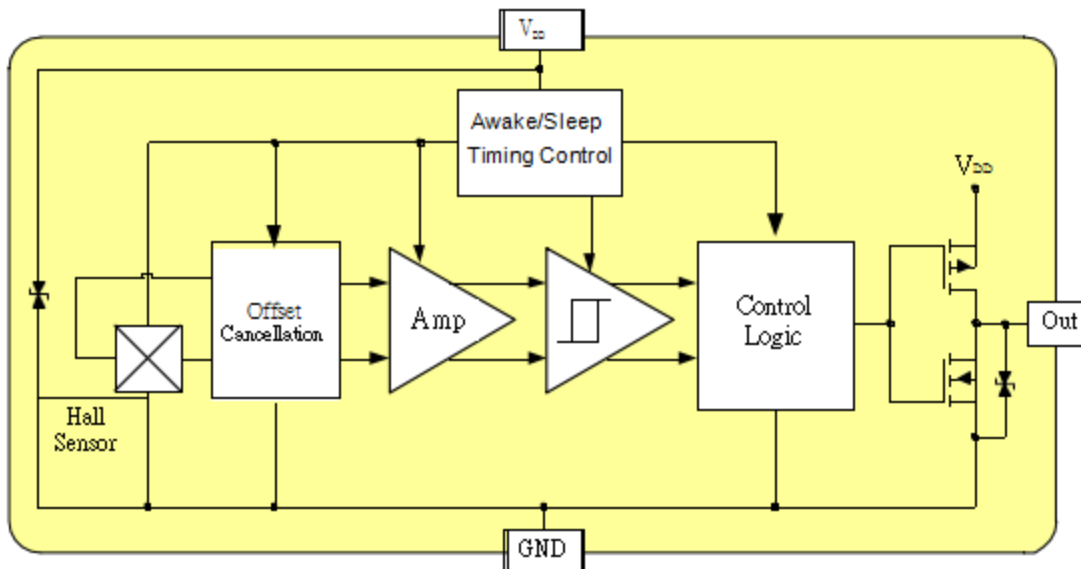 VDD
Awake/Sleep
Timing Control
VDD
Offset
Cancellation
Amp
Control
Logic
Out
Hall
Sensor
GND